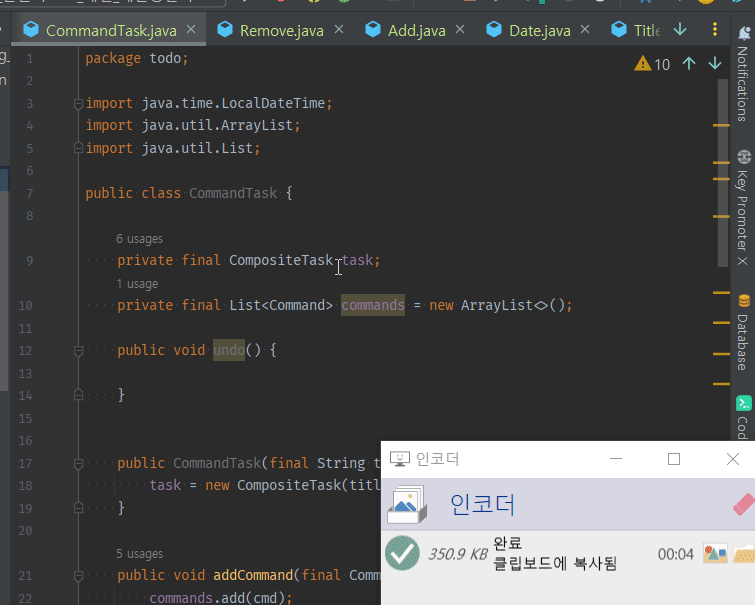 CommandTask.java Remove.java Add.java Date.java Title
10
1 package todo;
2
3 import java.time.LocalDateTime;
4 import java.util.ArrayList;
5 import java.util.List;
6
7 public class CommandTask {
8
6 usages
9 private final CompositeTask task;
1 usage
10 private final List<Command> commands = new ArrayList<>();
11
12 public void undo() {
13
14 }
15
16
17 public CommandTask(final String t
18 task = new CompositeTask(titl
19 }
20
5 usages
21 public void addCommand(final Comm
22 commands.add(cmd);
Notifications
Key Promoter X
Database
Cod
인코더
인코더
350.9 KB
완료
클립보드에 복사됨
00:04